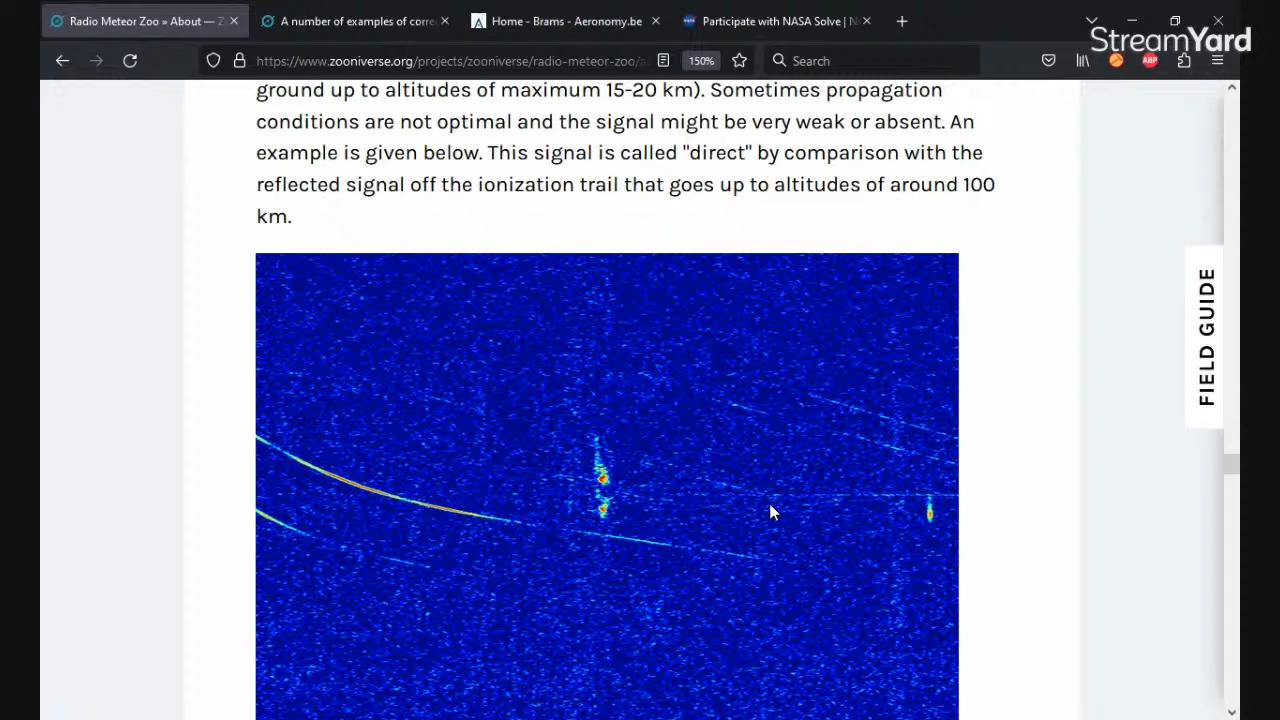 Radio Meteor Zoo » About — Z
A number of examples of corre
Home - Brams - Aeronomy.be
Participate with NASA Solve | N
StreamYard
https://www.zooniverse.org/projects/zooniverse/radio-meteor-zoo/a
150%
Search
ABP
ground up to altitudes of maximum 15-20 km). Sometimes propagation
conditions are not optimal and the signal might be very weak or absent. An
example is given below. This signal is called "direct" by comparison with the
reflected signal off the ionization trail that goes up to altitudes of around 100
km.
FIELD GUIDE